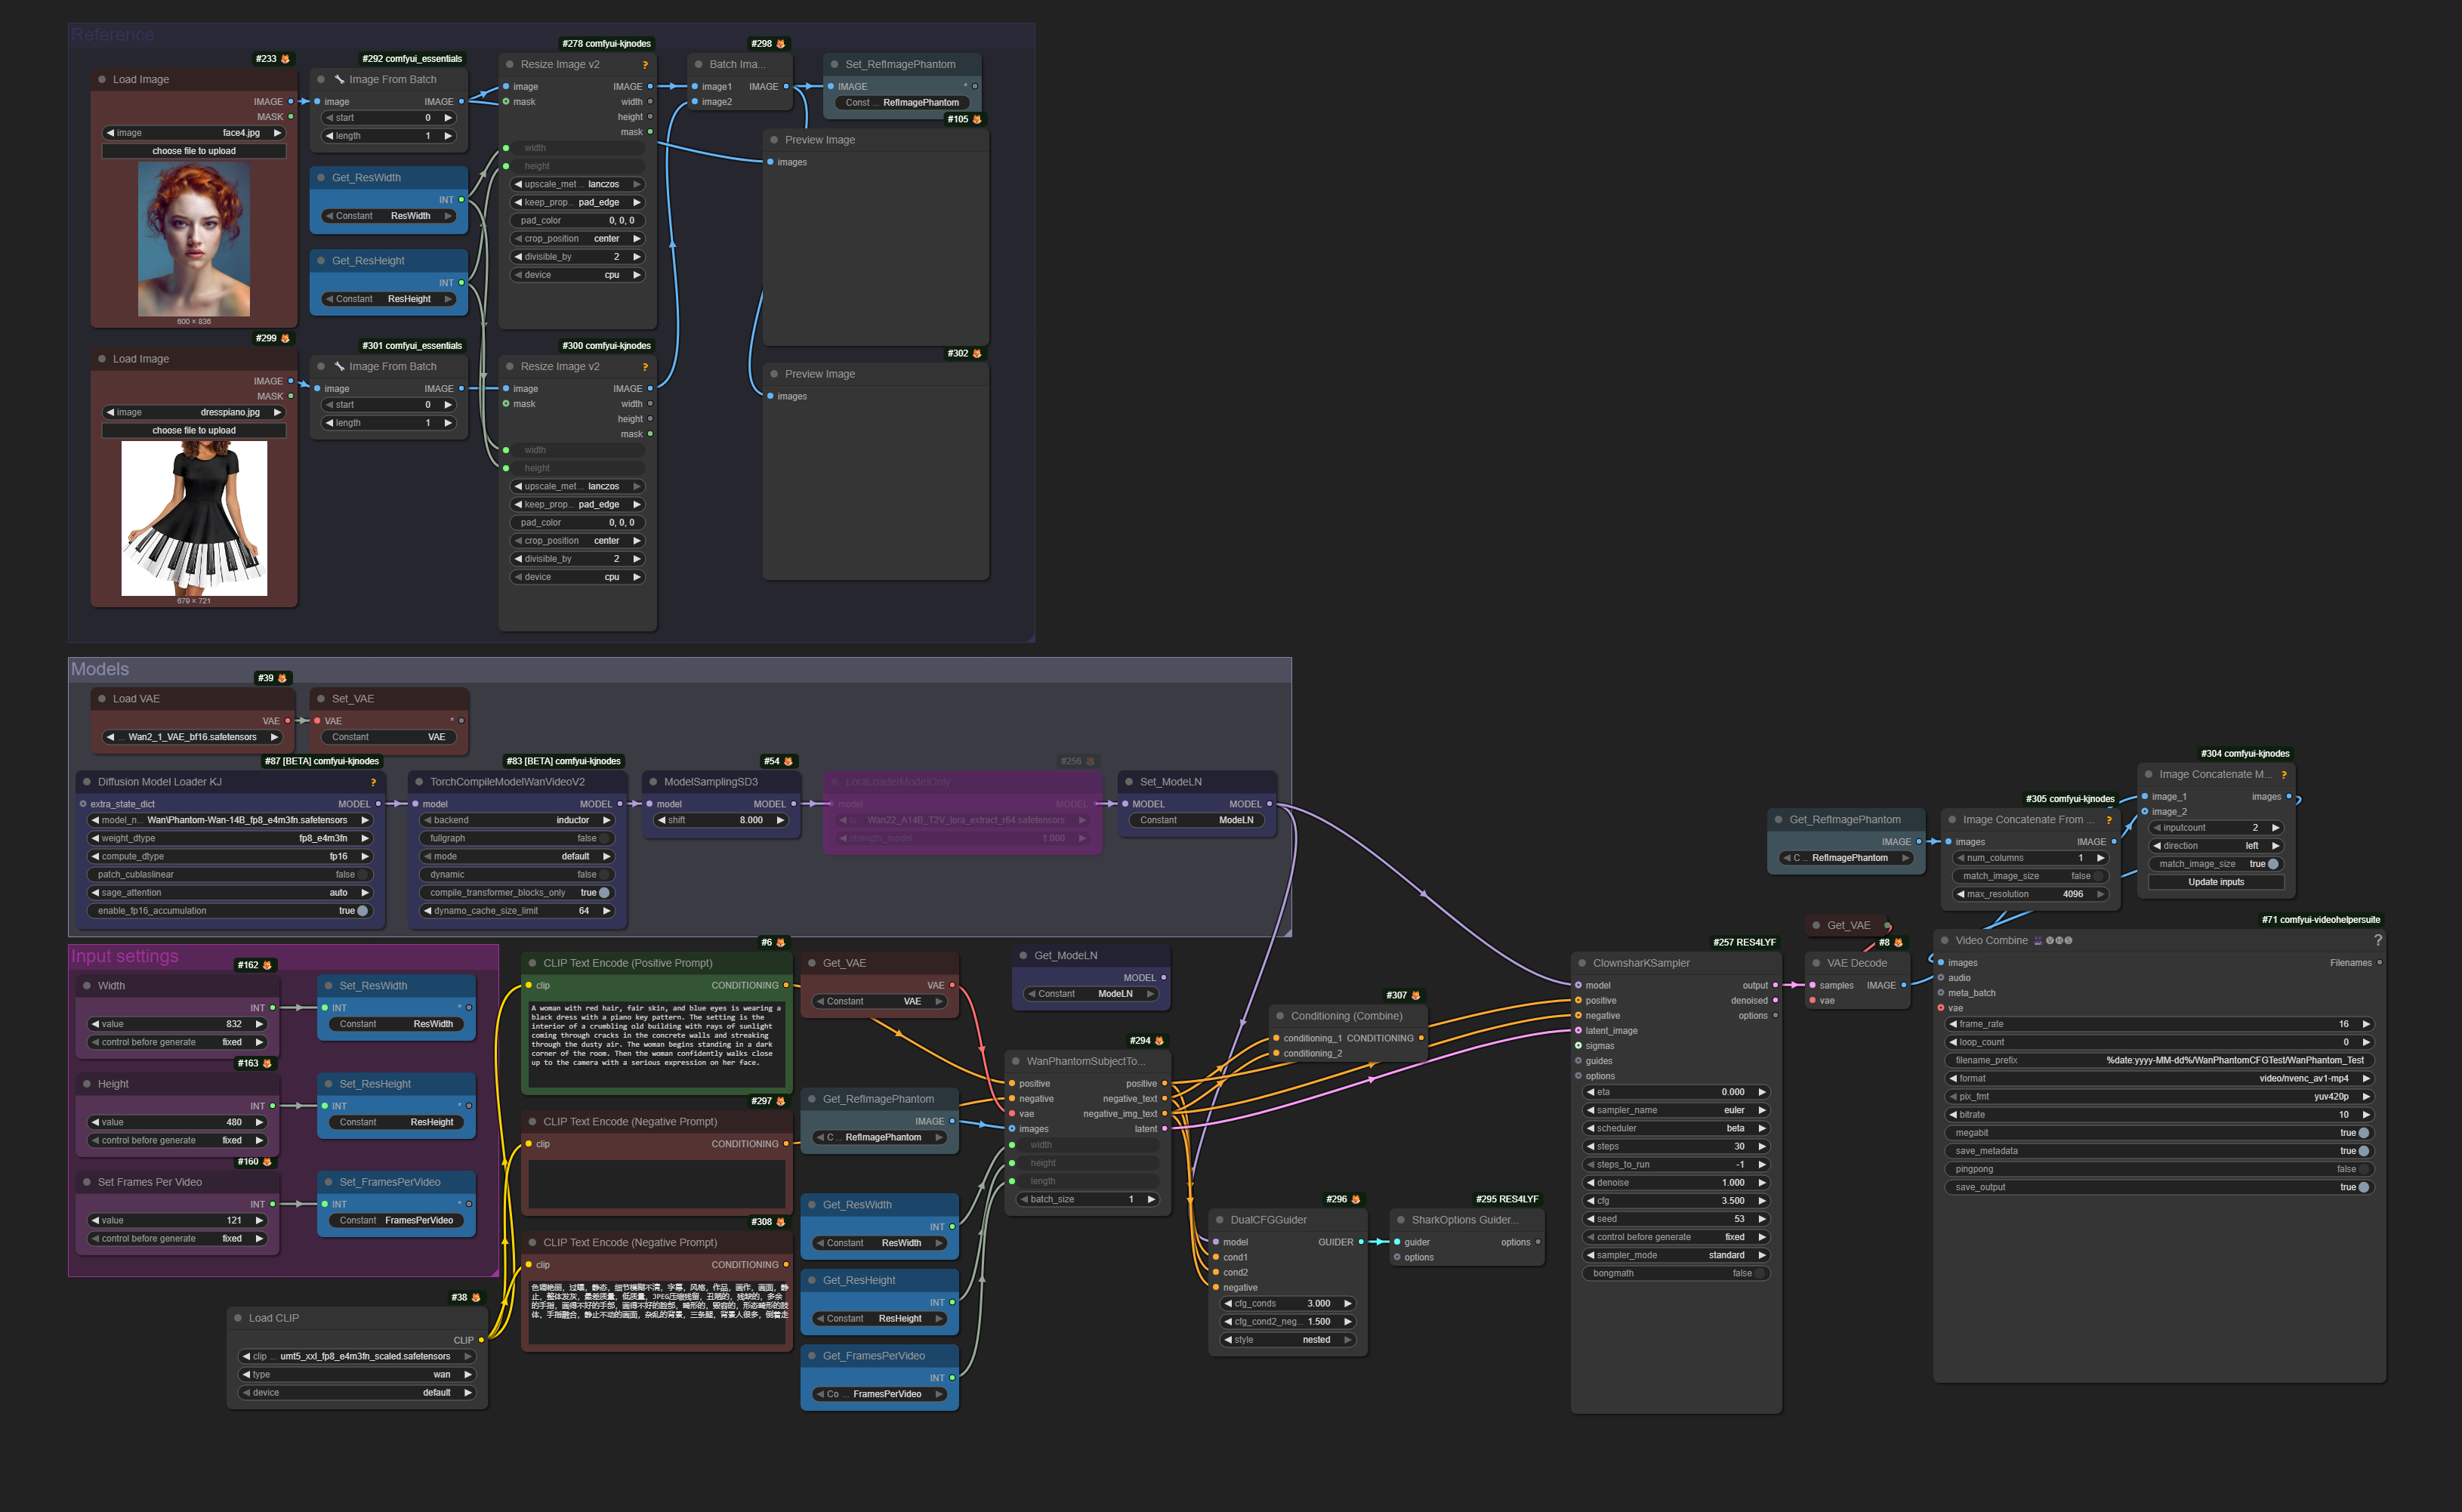 Reference
#233
Load Image
IMAGE
MASK
image face4.jpg
choose file to upload
600 × 836
#292 comfyui_essentials
Image From Batch
image IMAGE
start 0
length 1
Get_ResWidth
INT
Constant ResWidth
Get_ResHeight
INT
Constant ResHeight
#278 comfyui-kjnodes
Resize Image v2 ?
image IMAGE
mask width
height
mask
width
height
upscale_met ... lanczos
keep_prop... pad_edge
pad_color 0, 0, 0
crop_position center
divisible_by 2
device cpu
#298
Batch Ima...
image1 IMAGE
image2
Set_RefImagePhantom
IMAGE *
Const ... RefImagePhantom
#105
Preview Image
images
#299
Load Image
IMAGE
MASK
image dresspiano.jpg
choose file to upload
679 × 721
#301 comfyui_essentials
Image From Batch
image IMAGE
start 0
length 1
#300 comfyui-kjnodes
Resize Image v2 ?
image IMAGE
mask width
height
mask
width
height
upscale_met ... lanczos
keep_prop... pad_edge
pad_color 0, 0, 0
crop_position center
divisible_by 2
device cpu
#302
Preview Image
images
Models
#39
Load VAE
VAE
... Wan2_1_VAE_bf16.safetensors
Set_VAE
VAE *
Constant VAE
#87 [BETA] comfyui-kjnodes
Diffusion Model Loader KJ ?
extra_state_dict MODEL
model_n... Wan\Phantom-Wan-14B_fp8_e4m3fn.safetensors
weight_dtype fp8_e4m3fn
compute_dtype fp16
patch_cublaslinear false
sage_attention auto
enable_fp16_accumulation true
#83 [BETA] comfyui-kjnodes
TorchCompileModelWanVideoV2
model MODEL
backend inductor
fullgraph false
mode default
dynamic false
compile_transformer_blocks_only true
dynamo_cache_size_limit 64
#54
ModelSamplingSD3
model MODEL
shift 8.000
#256
LoraLoaderModelOnly
model MODEL
lo... Wan22_A14B_T2V_lora_extract_r64.safetensors
strength_model 1.000
Set_ModeLN
MODEL MODEL
Constant ModeLN
Input settings
#162
Width
INT
value 832
control before generate fixed
Set_ResWidth
INT *
Constant ResWidth
#163
Height
INT
value 480
control before generate fixed
Set_ResHeight
INT *
Constant ResHeight
#160
Set Frames Per Video
INT
value 121
control before generate fixed
Set_FramesPerVideo
INT *
Constant FramesPerVideo
#38
Load CLIP
CLIP
clip ... umt5_xxl_fp8_e4m3fn_scaled.safetensors
type wan
device default
#6
CLIP Text Encode (Positive Prompt)
clip CONDITIONING
A woman with red hair, fair skin, and blue eyes is wearing a
black dress with a piano key pattern. The setting is the
interior of a crumbling old building with rays of sunlight
coming through cracks in the concrete walls and streaking
through the dusty air. The woman begins standing in a dark
corner of the room. Then the woman confidently walks close
up to the camera with a serious expression on her face.
#297
CLIP Text Encode (Negative Prompt)
clip CONDITIONING
#308
CLIP Text Encode (Negative Prompt)
clip CONDITIONING
色调艳丽，过曝，静态，细节模糊不清，字幕，风格，作品，画作，画面，静
止，整体发灰，最差质量，低质量，JPEG压缩残留，丑陋的，残缺的，多余
的手指，画得不好的手部，画得不好的脸部，畸形的，毁容的，形态畸形的肢
体，手指融合，静止不动的画面，杂乱的背景，三条腿，背景人很多，倒着走
Get_VAE
VAE
Constant VAE
Get_RefImagePhantom
IMAGE
C... RefImagePhantom
Get_ResWidth
INT
Constant ResWidth
Get_ResHeight
INT
Constant ResHeight
Get_FramesPerVideo
INT
Co ... FramesPerVideo
Get_ModeLN
MODEL
Constant ModeLN
#294
WanPhantomSubjectTo...
positive positive
negative negative_text
vae negative_img_text
images latent
width
height
length
batch_size 1
#307
Conditioning (Combine)
conditioning_1 CONDITIONING
conditioning_2
#296
DualCFGGuider
model GUIDER
cond1
cond2
negative
cfg_conds 3.000
cfg_cond2_neg... 1.500
style nested
#295 RES4LYF
SharkOptions Guider...
guider options
options
#257 RES4LYF
ClownsharKSampler
model output
positive denoised
negative options
latent_image
sigmas
guides
options
eta 0.000
sampler_name euler
scheduler beta
steps 30
steps_to_run -1
denoise 1.000
cfg 3.500
seed 53
control before generate fixed
sampler_mode standard
bongmath false
Get_RefImagePhantom
IMAGE
C... RefImagePhantom
#305 comfyui-kjnodes
Image Concatenate From ... ?
images IMAGE
num_columns 1
match_image_size false
max_resolution 4096
#304 comfyui-kjnodes
Image Concatenate M... ?
image_1 images
image_2
inputcount 2
direction left
match_image_size true
Update inputs
Get_VAE
#8
VAE Decode
samples IMAGE
vae
#71 comfyui-videohelpersuite
Video Combine ?
images Filenames
audio
meta_batch
vae
frame_rate 16
loop_count 0
filename_prefix %date:yyyy-MM-dd%/WanPhantomCFGTest/WanPhantom_Test
format video/nvenc_av1-mp4
pix_fmt yuv420p
bitrate 10
megabit true
save_metadata true
pingpong false
save_output true